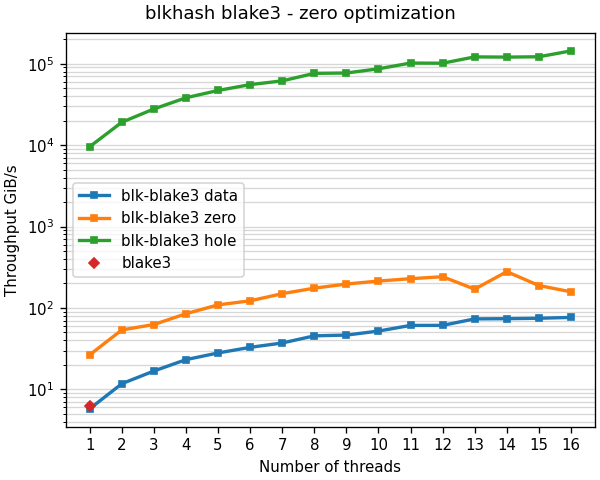 blkhash blake3 - zero optimization
Throughput GiB/s
10⁵
10⁴
10³
10²
10¹
blk-blake3 data
blk-blake3 zero
blk-blake3 hole
blake3
1 2 3 4 5 6 7 8 9 10 11 12 13 14 15 16
Number of threads